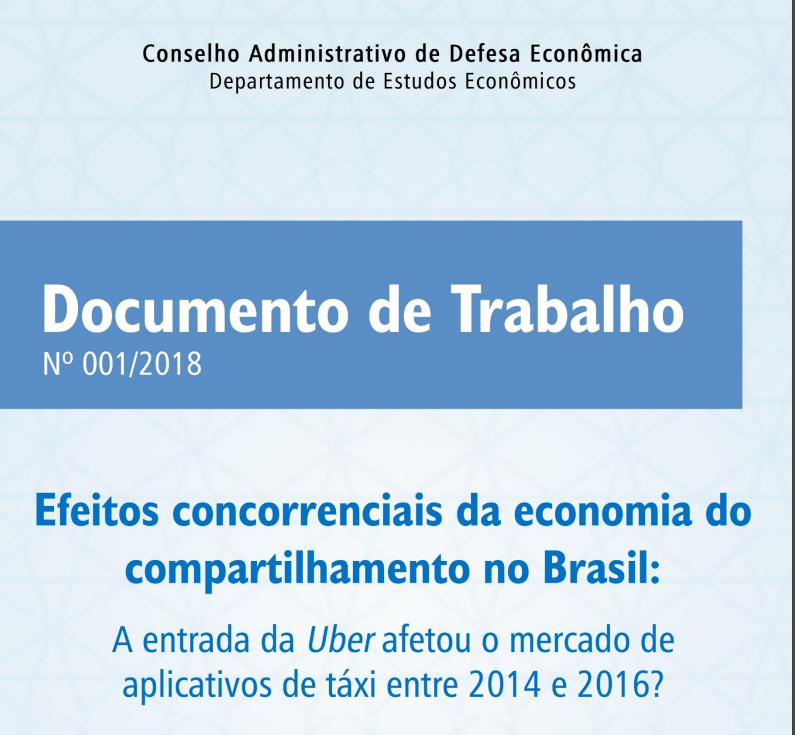 Conselho Administrativo de Defesa Econômica
Departamento de Estudos Econômicos
Documento de Trabalho
Nº 001/2018
Efeitos concorrenciais da economia do
compartilhamento no Brasil:
A entrada da Uber afetou o mercado de
aplicativos de táxi entre 2014 e 2016?